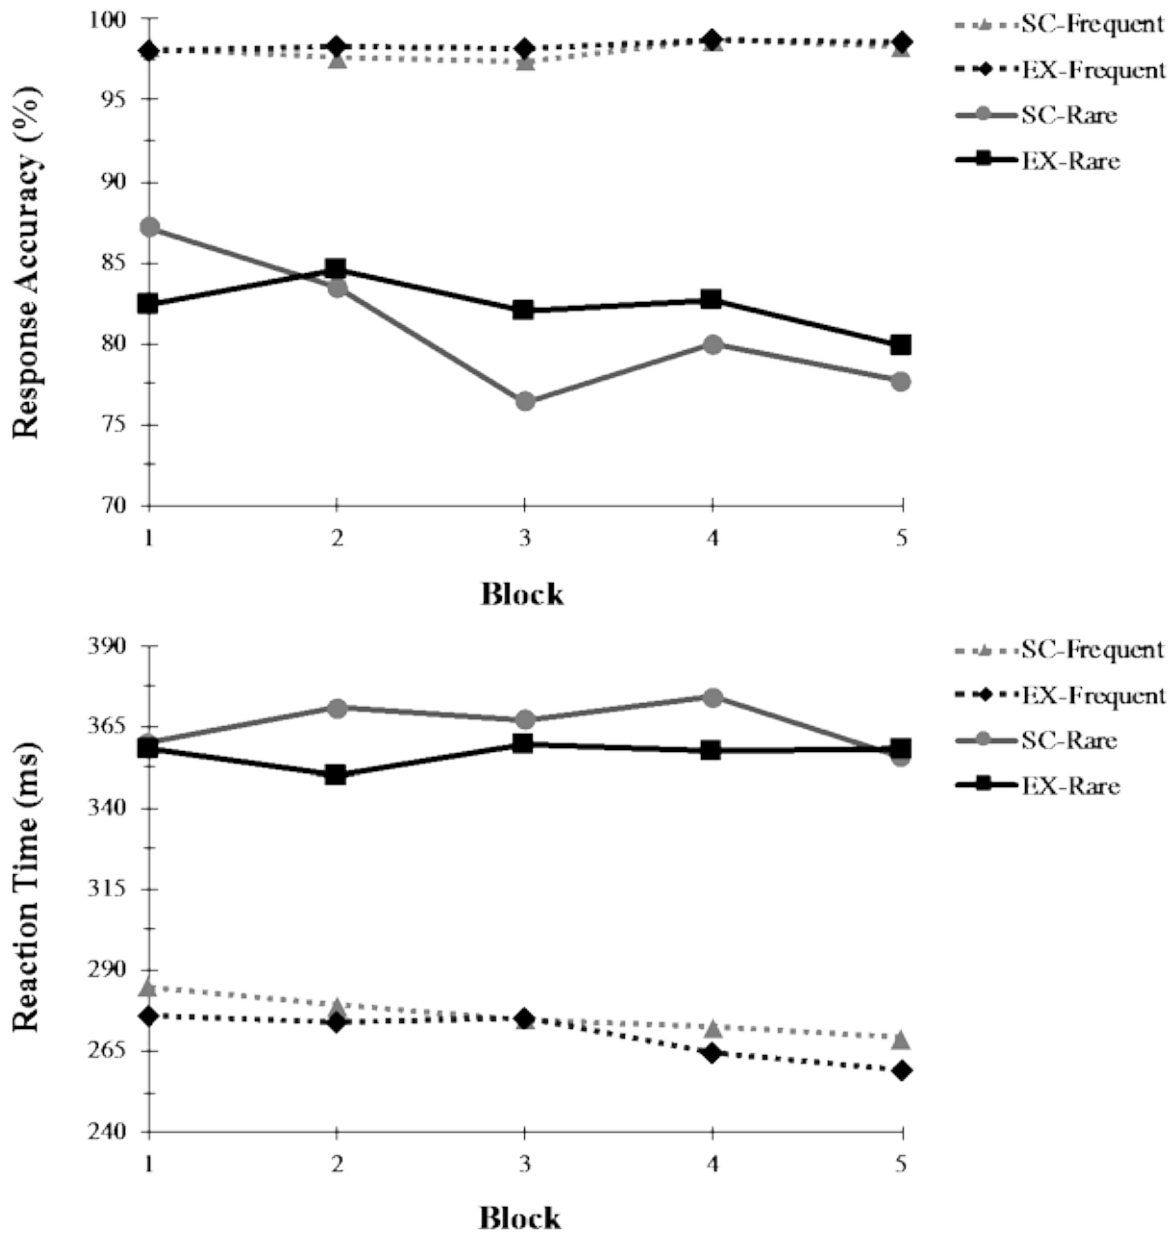 100
95
90
85
80
75
70
Response Accuracy (%)
1 2 3 4 5
Block
SC-Frequent
EX-Frequent
SC-Rare
EX-Rare
390
365
340
315
290
265
240
Reaction Time (ms)
1 2 3 4 5
Block
SC-Frequent
EX-Frequent
SC-Rare
EX-Rare